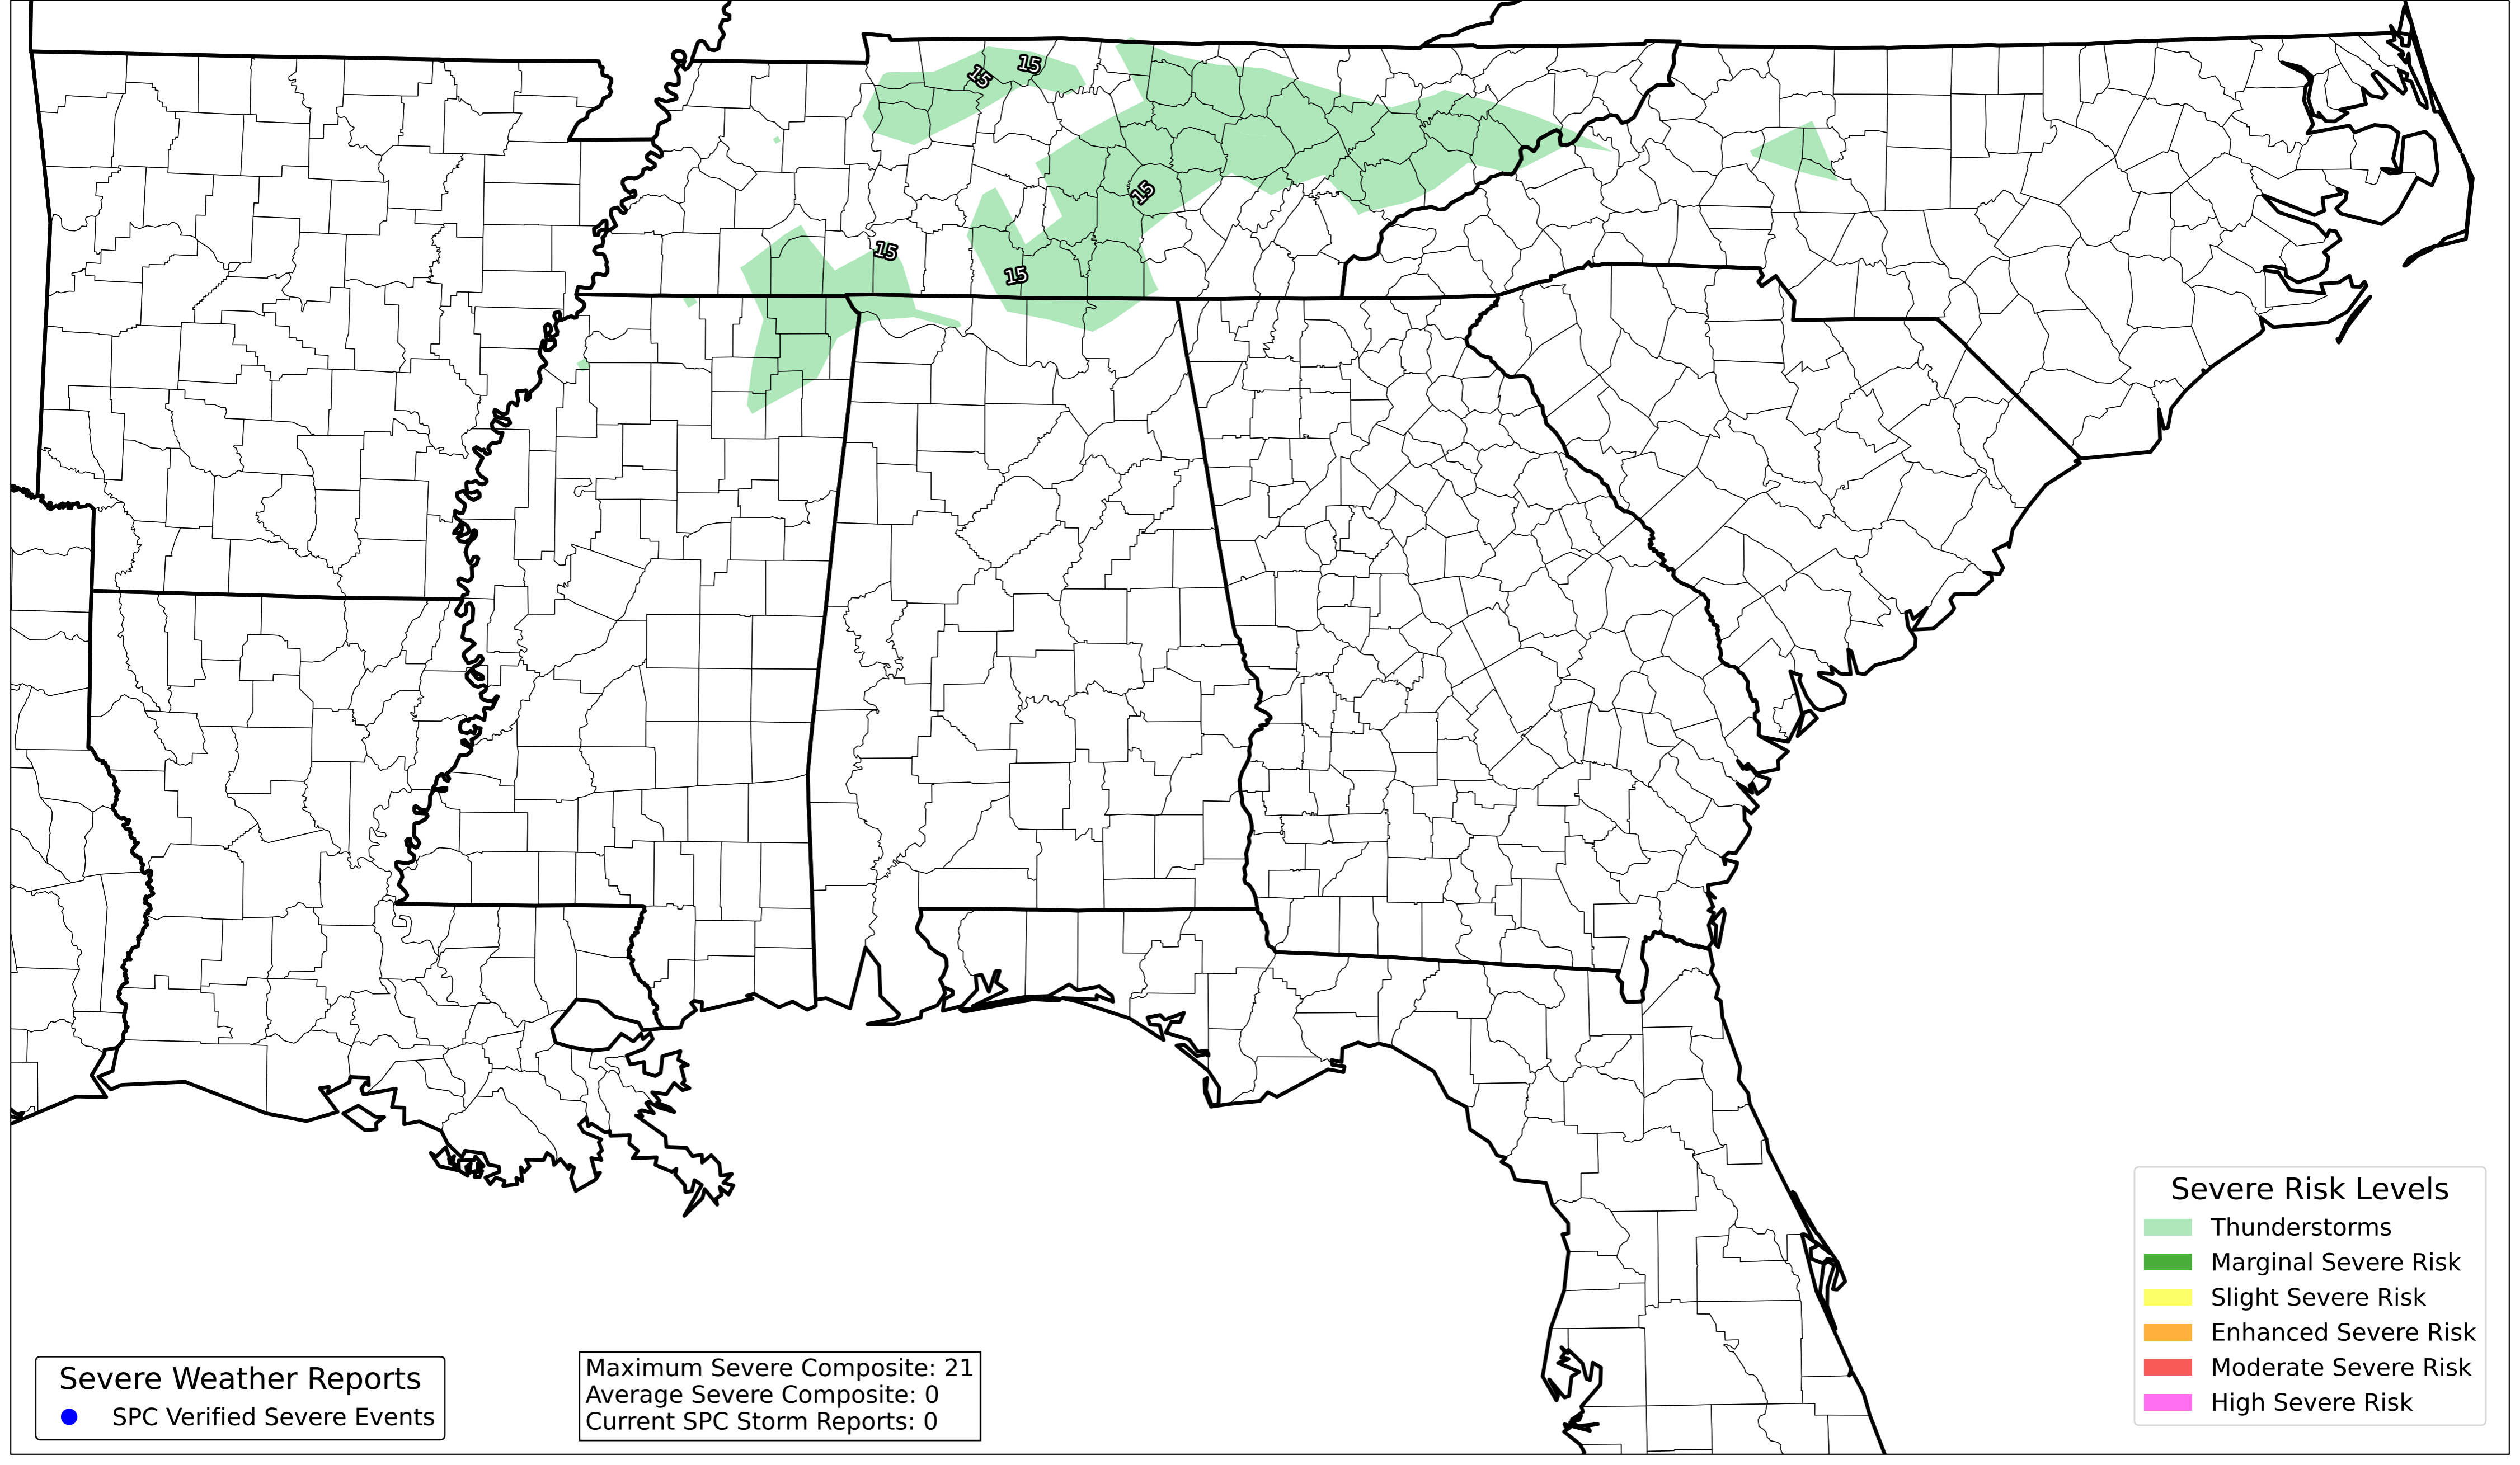 15
15
15
15
15
Severe Risk Levels
Thunderstorms
Marginal Severe Risk
Slight Severe Risk
Enhanced Severe Risk
Moderate Severe Risk
High Severe Risk
Severe Weather Reports
SPC Verified Severe Events
Maximum Severe Composite: 21
Average Severe Composite: 0
Current SPC Storm Reports: 0